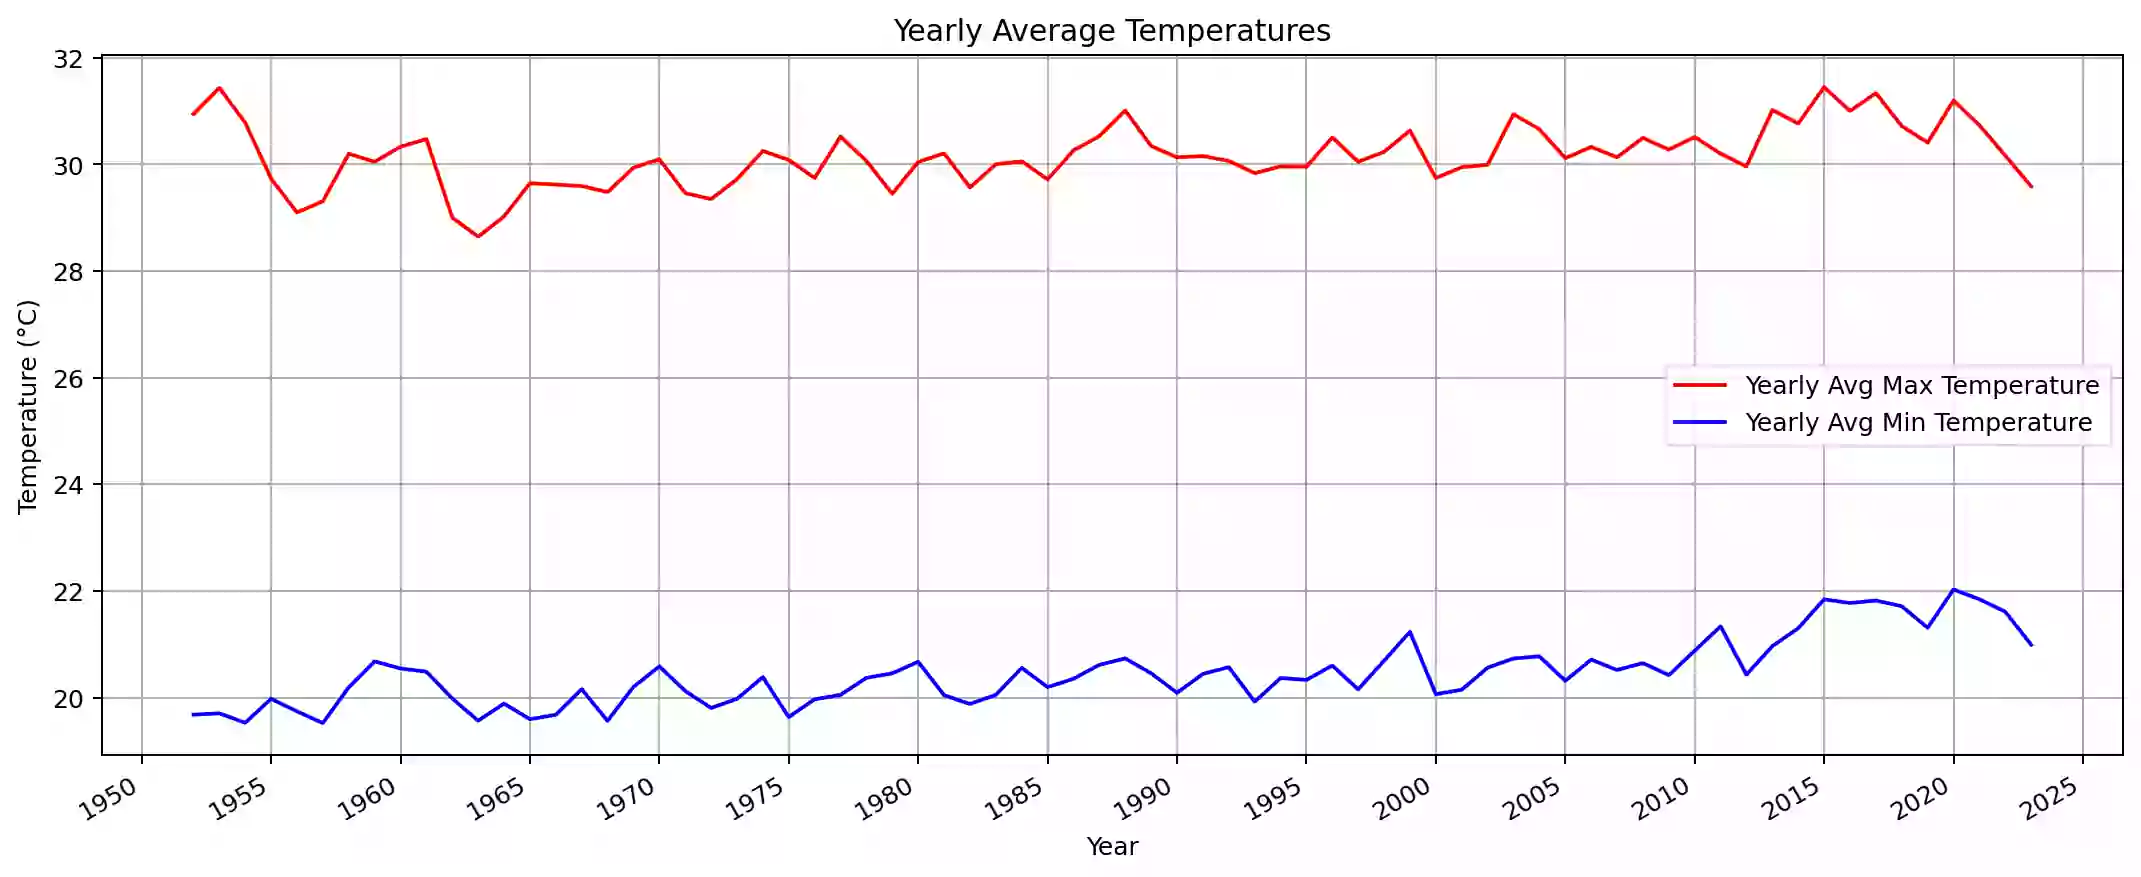 Yearly Average Temperatures
32
30
28
26
24
22
20
Temperature (°C)
Yearly Avg Max Temperature
Yearly Avg Min Temperature
1950 1955 1960 1965 1970 1975 1980 1985 1990 1995 2000 2005 2010 2015 2020 2025
Year